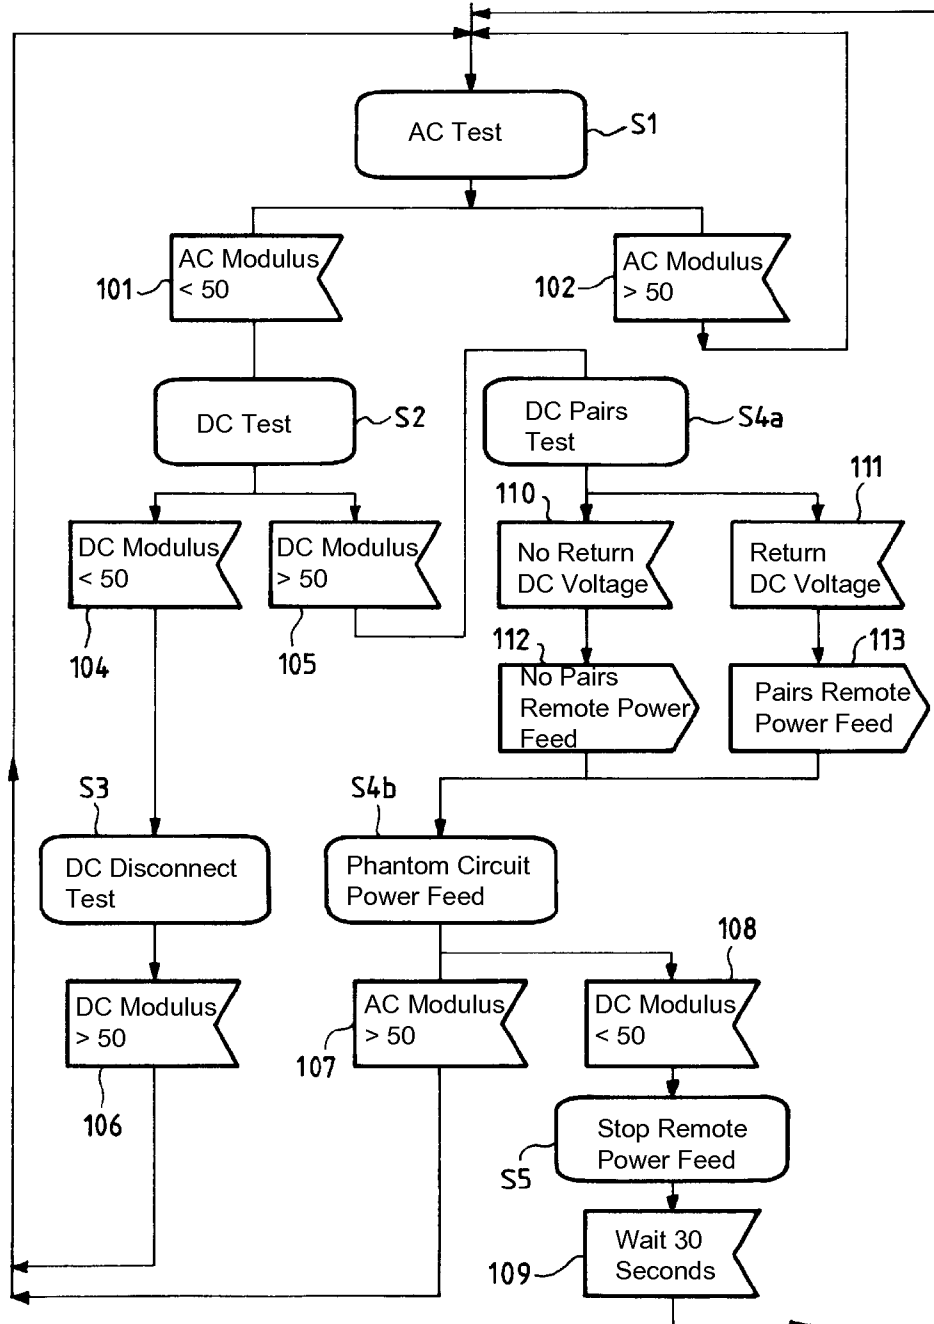 AC Test
S1
AC Modulus
< 50
101
AC Modulus
> 50
102
DC Test
S2
DC Pairs
Test
S4a
110
111
DC Modulus
< 50
DC Modulus
> 50
No Return
DC Voltage
Return
DC Voltage
104
105
112
113
No Pairs
Remote Power
Feed
Pairs Remote
Power Feed
S3
S4b
DC Disconnect
Test
Phantom Circuit
Power Feed
108
DC Modulus
> 50
AC Modulus
> 50
DC Modulus
< 50
107
106
Stop Remote
Power Feed
S5
Wait 30
Seconds
109